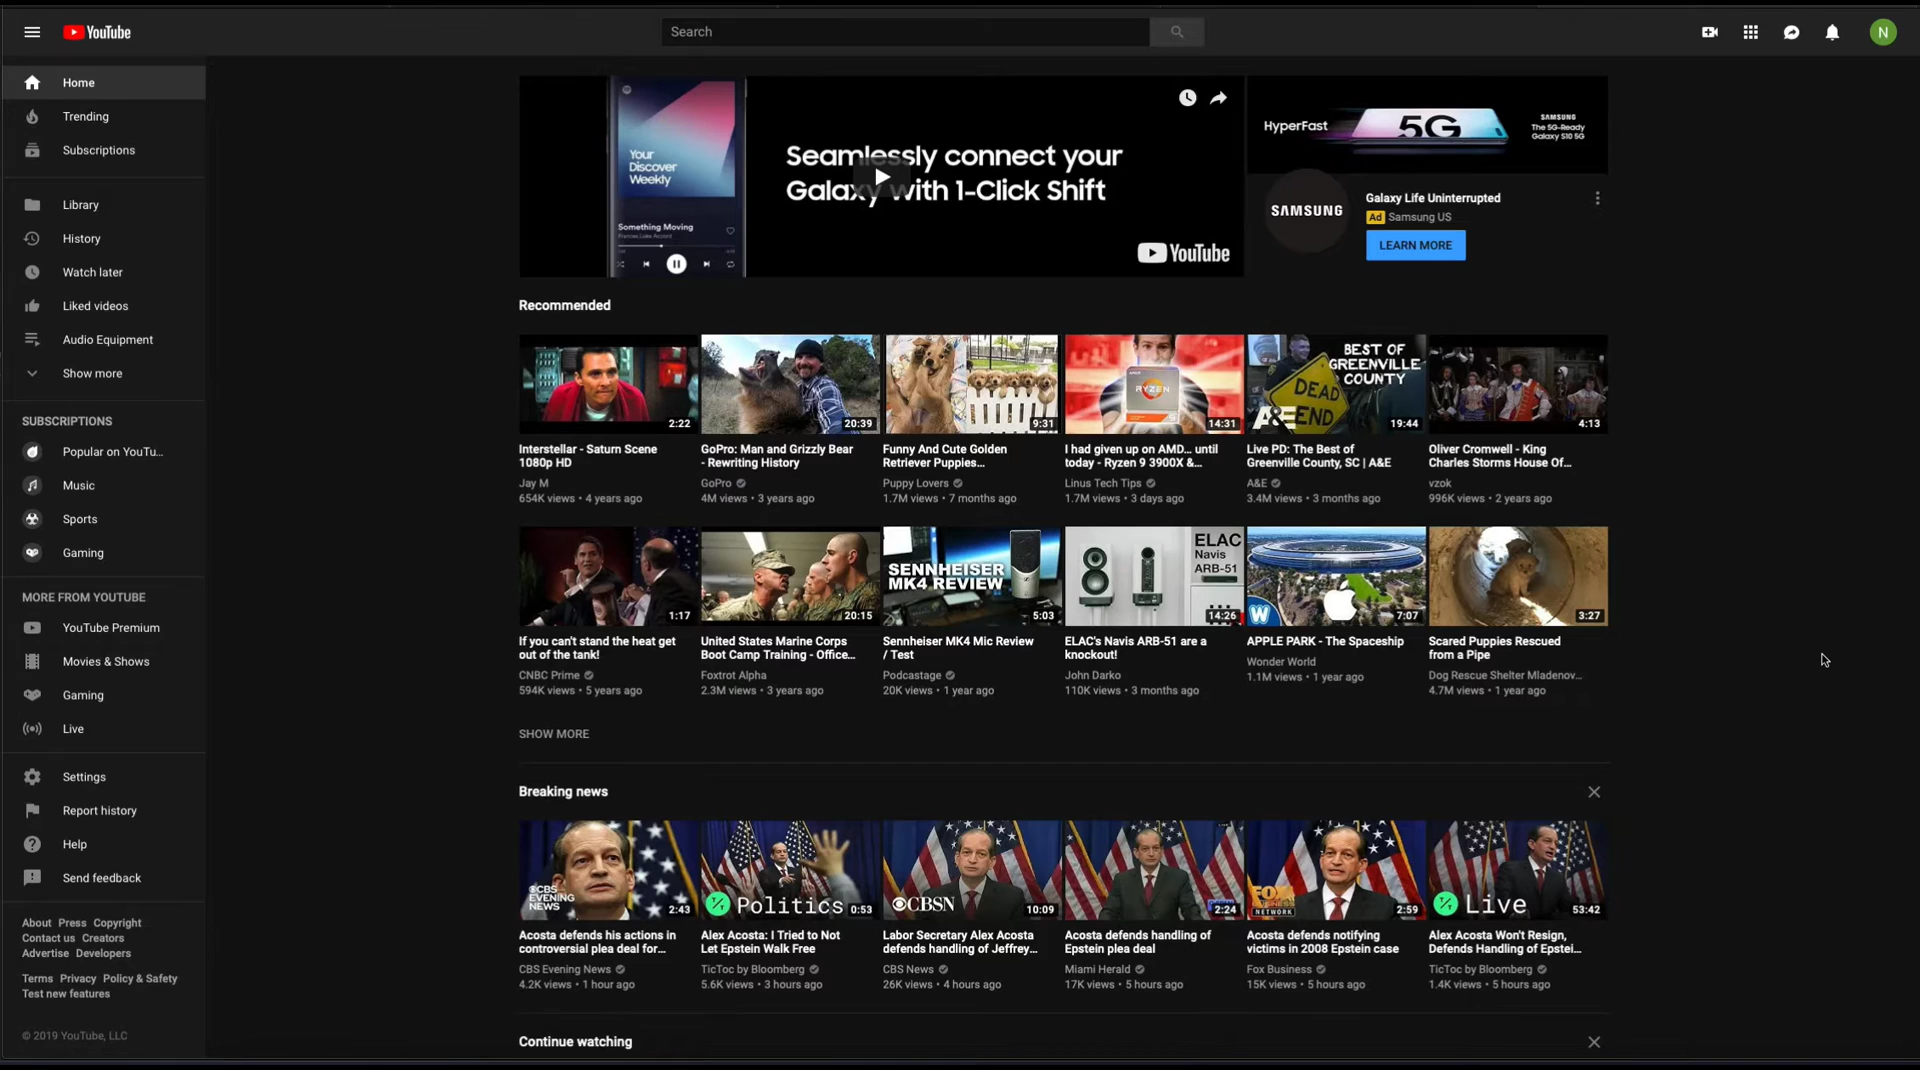 YouTube
Search
N
Home
Trending
Subscriptions
Library
History
Watch later
Liked videos
Audio Equipment
Show more
SUBSCRIPTIONS
Popular on YouTu...
Music
Sports
Gaming
MORE FROM YOUTUBE
YouTube Premium
Movies & Shows
Gaming
Live
Settings
Report history
Help
Send feedback
About Press Copyright
Contact us Creators
Advertise Developers
Terms Privacy Policy & Safety
Test new features
© 2019 YouTube, LLC
Your
Discover
Weekly
Something Moving
Seamlessly connect your
Galaxy with 1-Click Shift
YouTube
HyperFast
5G
SAMSUNG
The 5G-Ready
Galaxy S10 5G
SAMSUNG
Galaxy Life Uninterrupted
Ad Samsung US
LEARN MORE
Recommended
2:22
Interstellar - Saturn Scene
1080p HD
Jay M
654K views • 4 years ago
20:39
GoPro: Man and Grizzly Bear
- Rewriting History
GoPro
4M views • 3 years ago
9:31
Funny And Cute Golden
Retriever Puppies...
Puppy Lovers
1.7M views • 7 months ago
RYZEN
14:31
I had given up on AMD... until
today - Ryzen 9 3900X &...
Linus Tech Tips
1.7M views • 3 days ago
BEST OF
GREENVILLE
COUNTY
DEAD
END
A&E
19:44
Live PD: The Best of
Greenville County, SC | A&E
A&E
3.4M views • 3 months ago
4:13
Oliver Cromwell - King
Charles Storms House Of...
vzok
996K views • 2 years ago
1:17
If you can't stand the heat get
out of the tank!
CNBC Prime
594K views • 5 years ago
20:15
United States Marine Corps
Boot Camp Training - Office...
Foxtrot Alpha
2.3M views • 3 years ago
SENNHEISER
MK4 REVIEW
5:03
Sennheiser MK4 Mic Review
/ Test
Podcastage
20K views • 1 year ago
ELAC
Navis
ARB-51
14:26
ELAC's Navis ARB-51 are a
knockout!
John Darko
110K views • 3 months ago
W
7:07
APPLE PARK - The Spaceship
Wonder World
1.1M views • 1 year ago
3:27
Scared Puppies Rescued
from a Pipe
Dog Rescue Shelter Mladenov...
4.7M views • 1 year ago
SHOW MORE
Breaking news
CBS
EVENING
NEWS
2:43
Acosta defends his actions in
controversial plea deal for...
CBS Evening News
4.2K views • 1 hour ago
Politics
0:53
Alex Acosta: I Tried to Not
Let Epstein Walk Free
TicToc by Bloomberg
5.6K views • 3 hours ago
CBSN
10:09
Labor Secretary Alex Acosta
defends handling of Jeffrey...
CBS News
26K views • 4 hours ago
2:24
Acosta defends handling of
Epstein plea deal
Miami Herald
17K views • 5 hours ago
FOX
BUSINESS
NETWORK
2:59
Acosta defends notifying
victims in 2008 Epstein case
Fox Business
15K views • 5 hours ago
Live
53:42
Alex Acosta Won't Resign,
Defends Handling of Epstei...
TicToc by Bloomberg
1.4K views • 5 hours ago
Continue watching